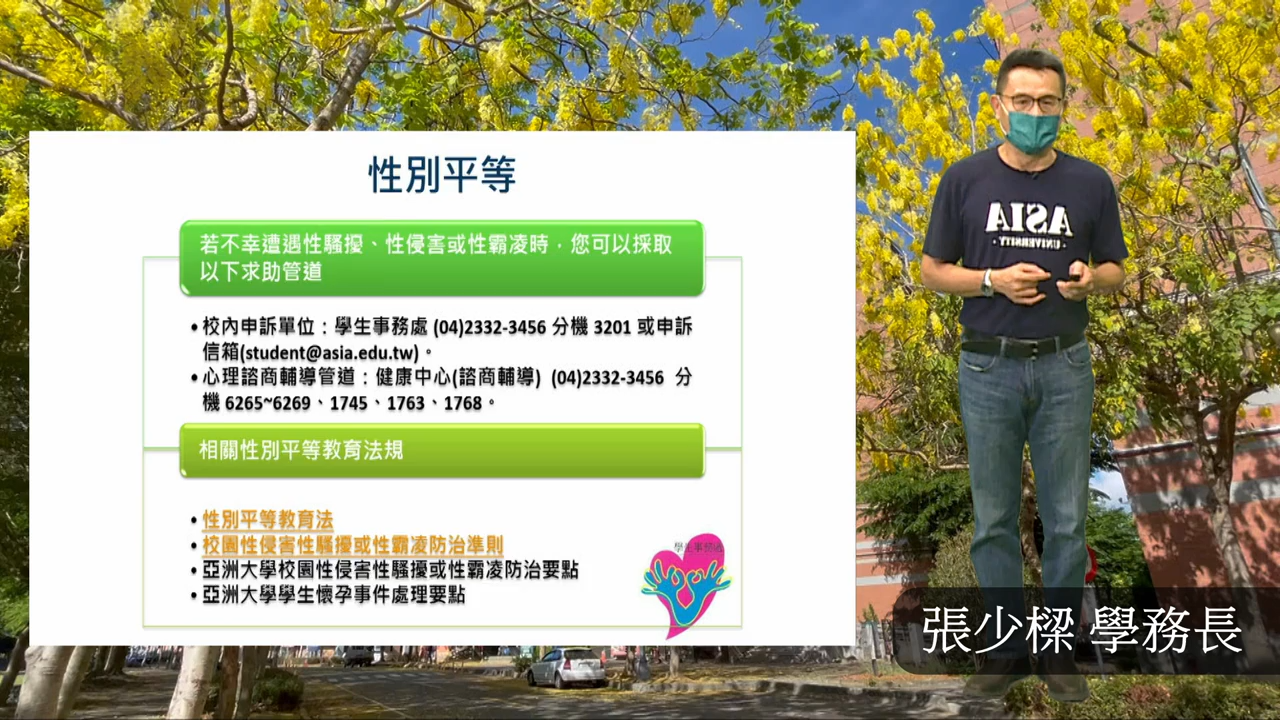 性別平等
若不幸遭遇性騷擾、性侵害或性霸凌時，您可以採取
以下求助管道
•校內申訴單位：學生事務處 (04)2332-3456 分機 3201 或申訴
信箱(student@asia.edu.tw)。
•心理諮商輔導管道：健康中心(諮商輔導) (04)2332-3456 分
機 6265~6269、1745、1763、1768。
相關性別平等教育法規
•性別平等教育法
•校園性侵害性騷擾或性霸凌防治準則
•亞洲大學校園性侵害性騷擾或性霸凌防治要點
•亞洲大學學生懷孕事件處理要點
學生事務處
ASIA
·UNIVERSITY·
張少樑 學務長